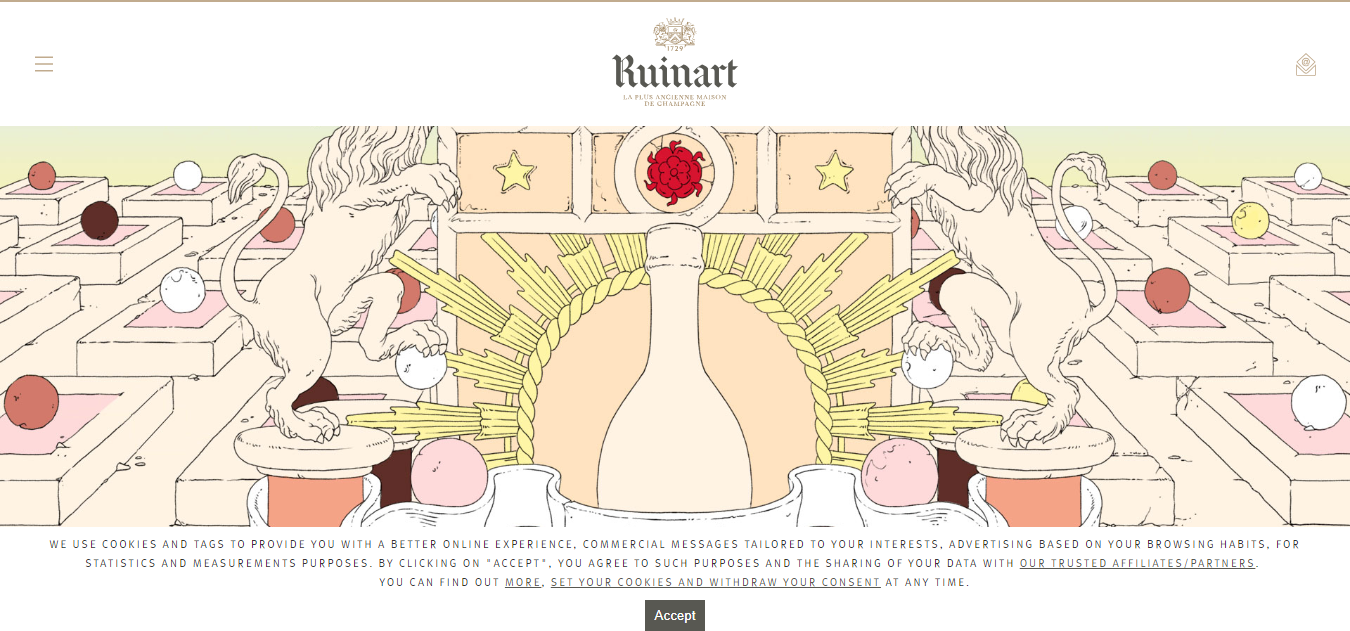 1729
Ruinart
LA PLUS ANCIENNE MAISON
DE CHAMPAGNE
WE USE COOKIES AND TAGS TO PROVIDE YOU WITH A BETTER ONLINE EXPERIENCE, COMMERCIAL MESSAGES TAILORED TO YOUR INTERESTS, ADVERTISING BASED ON YOUR BROWSING HABITS, FOR
STATISTICS AND MEASUREMENTS PURPOSES. BY CLICKING ON "ACCEPT", YOU AGREE TO SUCH PURPOSES AND THE SHARING OF YOUR DATA WITH OUR TRUSTED AFFILIATES/PARTNERS.
YOU CAN FIND OUT MORE, SET YOUR COOKIES AND WITHDRAW YOUR CONSENT AT ANY TIME.
Accept